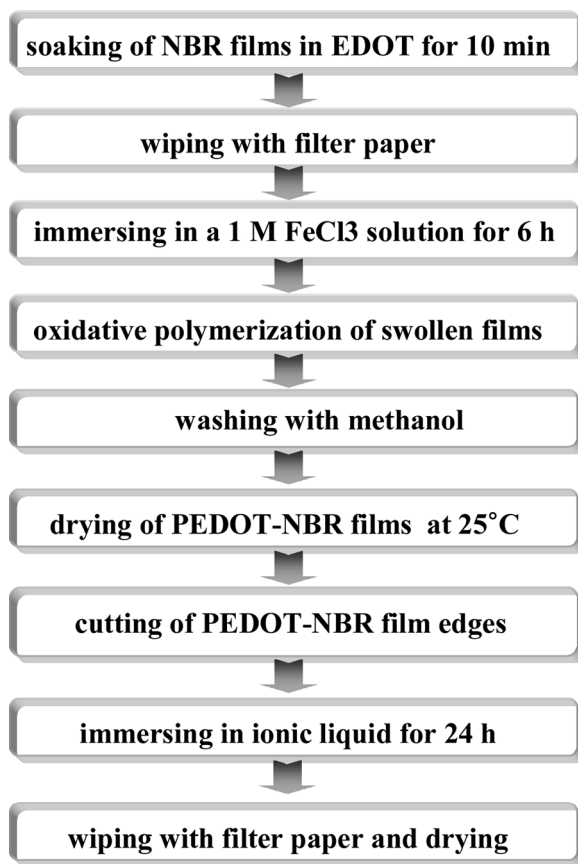 soaking of NBR films in EDOT for 10 min
wiping with filter paper
immersing in a 1 M FeCl3 solution for 6 h
oxidative polymerization of swollen films
washing with methanol
drying of PEDOT-NBR films at 25°C
cutting of PEDOT-NBR film edges
immersing in ionic liquid for 24 h
wiping with filter paper and drying